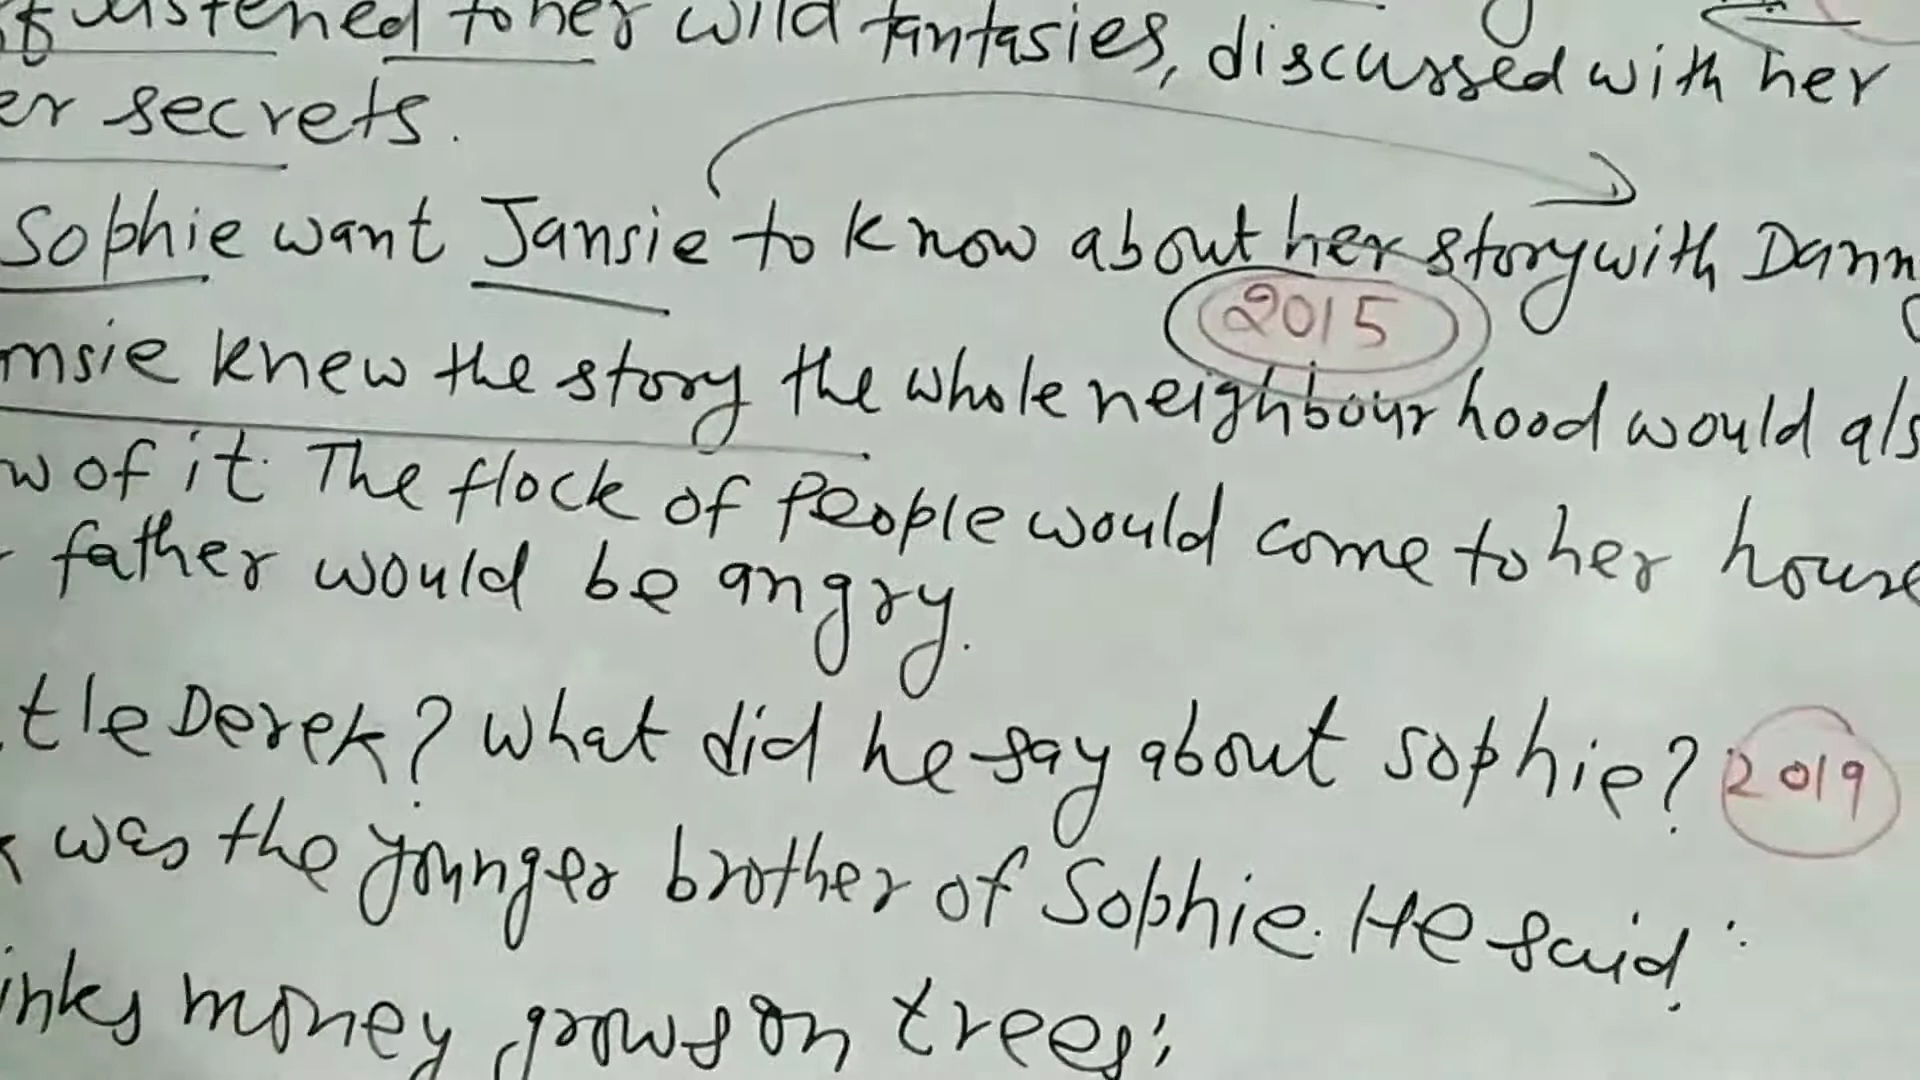 listened to her wild fantasies, discussed with her
er secrets.
Sophie want Jansie to know about her story with Dann
2015
msie knew the story the whole neighbourhood would als
w of it. The flock of people would come to her house
father would be angry.
tle Derek? What did he say about Sophie? 2019
k was the younger brother of Sophie. He said:
inks money grows on trees'